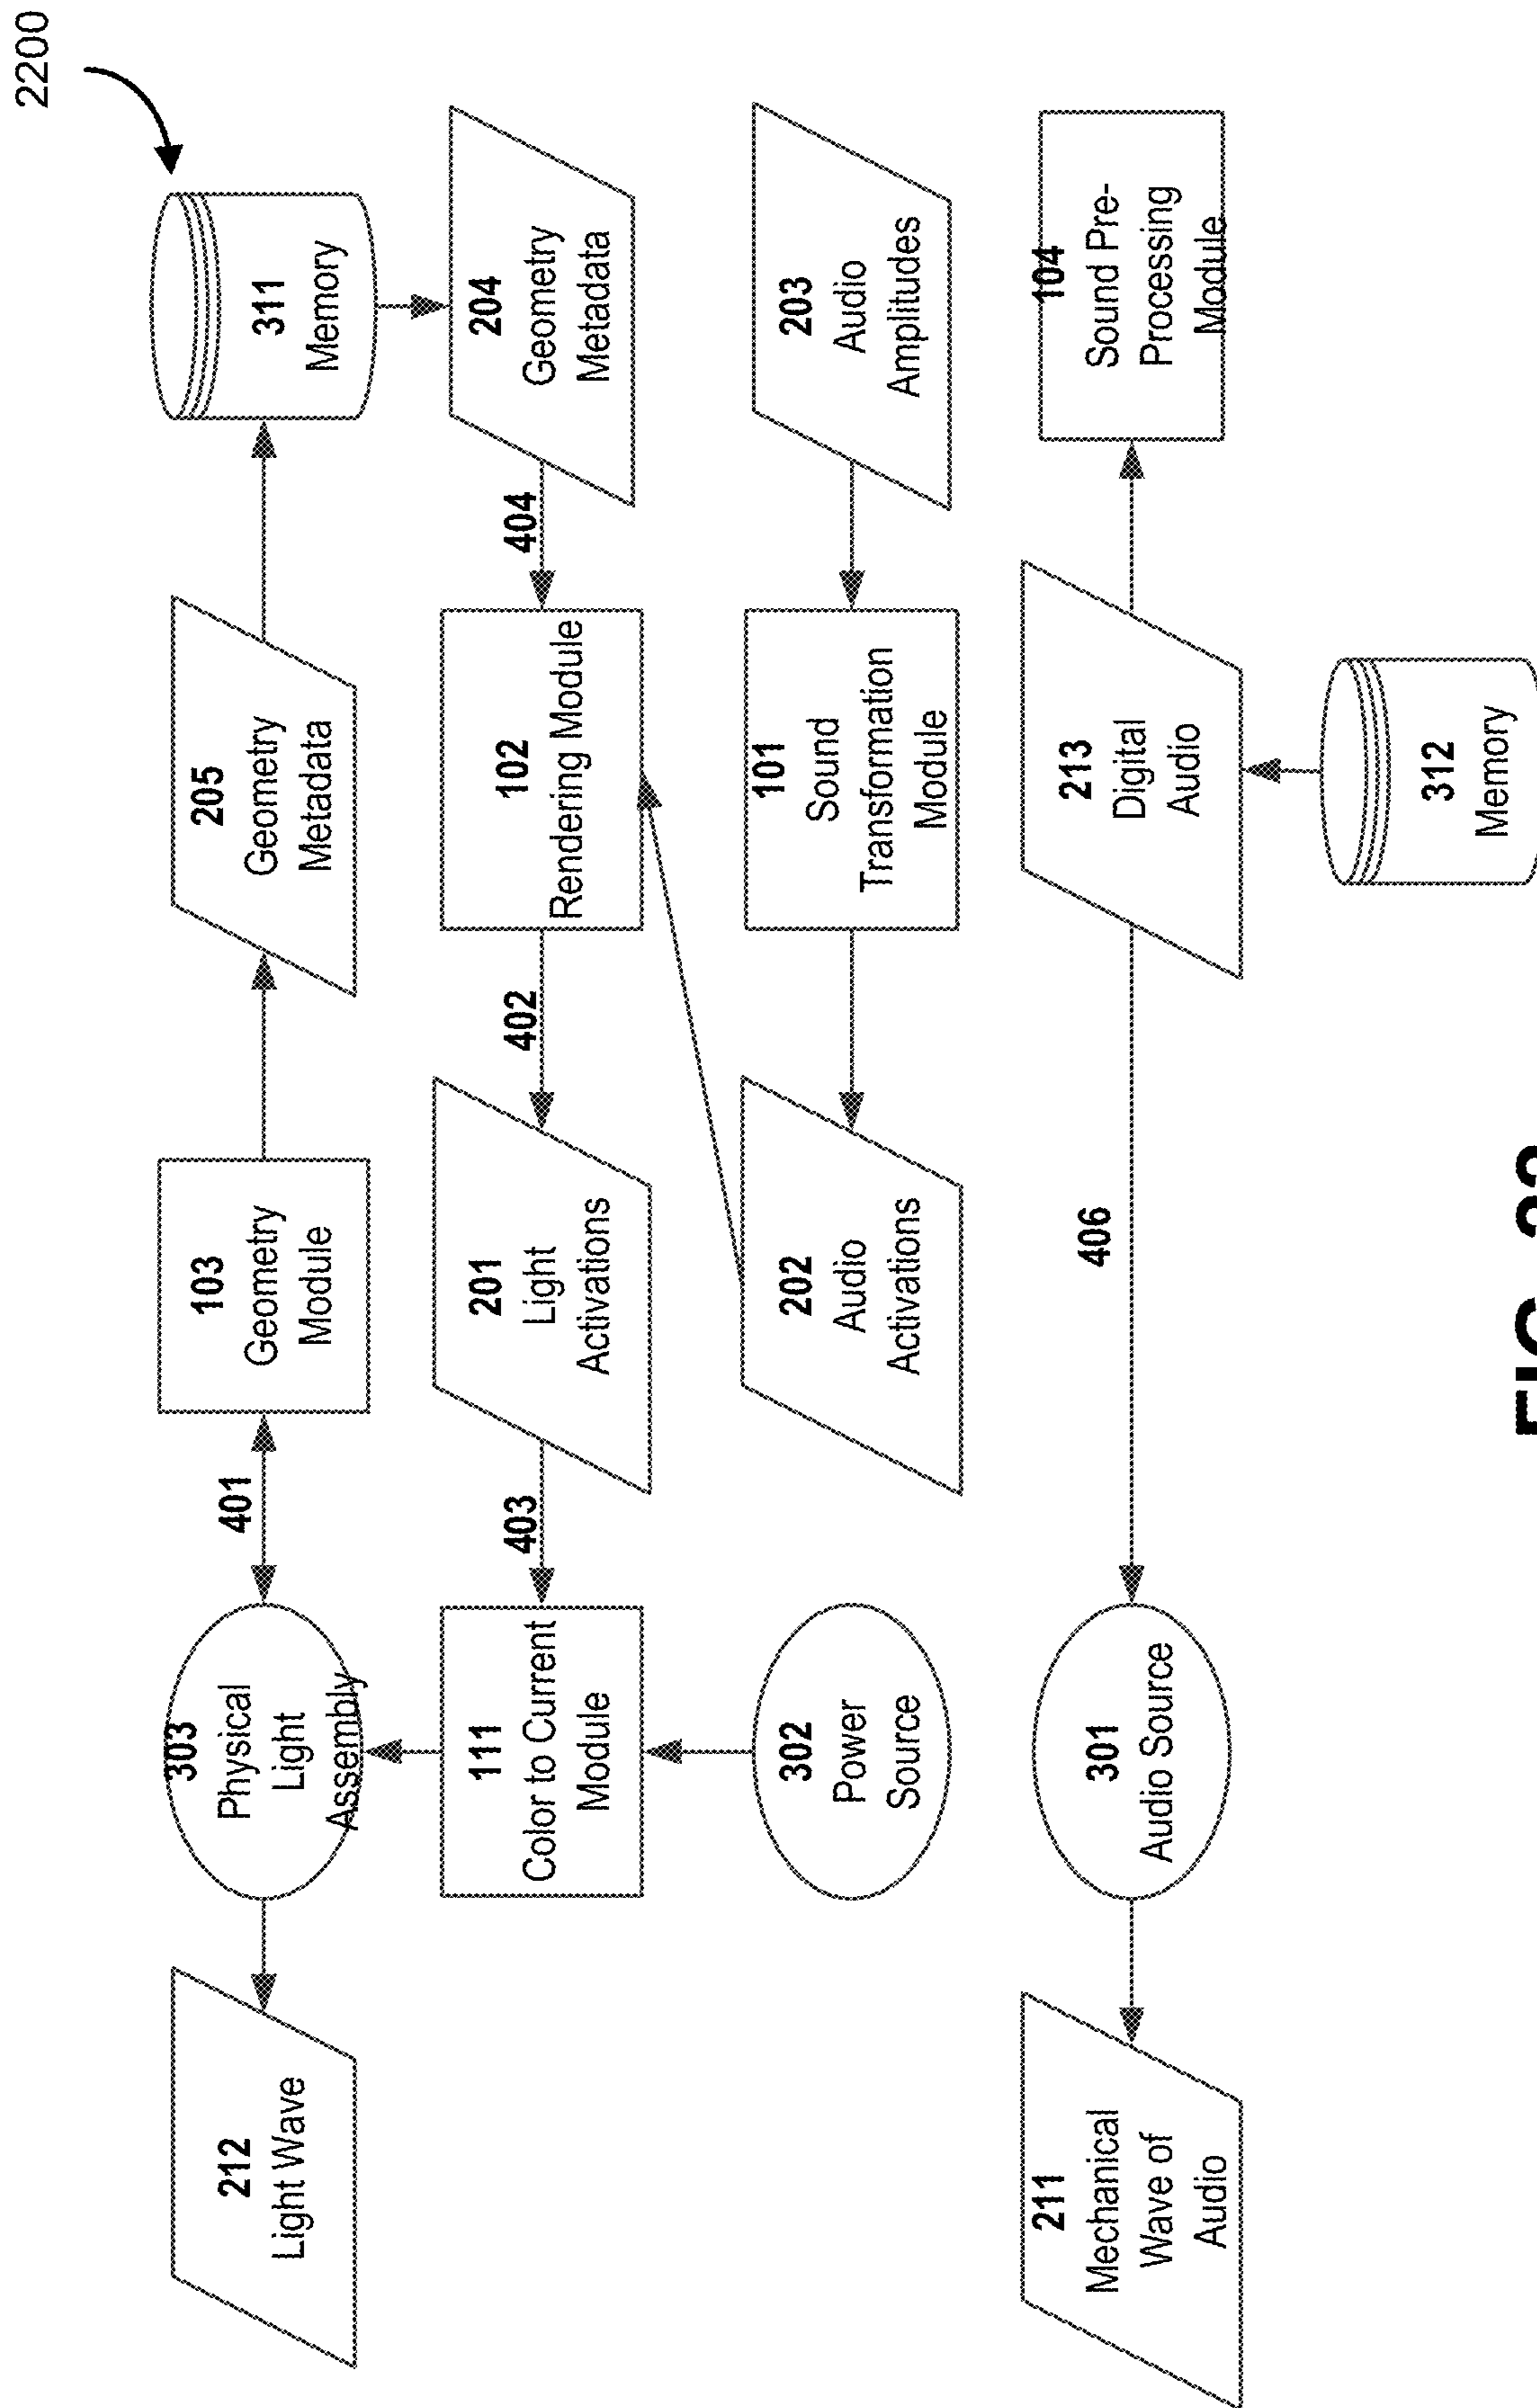 2200
212
Light Wave
303
Physical
Light
Assembly
401
103
Geometry
Module
205
Geometry
Metadata
311
Memory
111
Color to Current
Module
403
201
Light
Activations
402
102
Rendering Module
404
204
Geometry
Metadata
302
Power
Source
202
Audio
Activations
101
Sound
Transformation
Module
203
Audio
Amplitudes
211
Mechanical
Wave of
Audio
301
Audio Source
406
213
Digital
Audio
104
Sound Pre-
Processing
Module
312
Memory